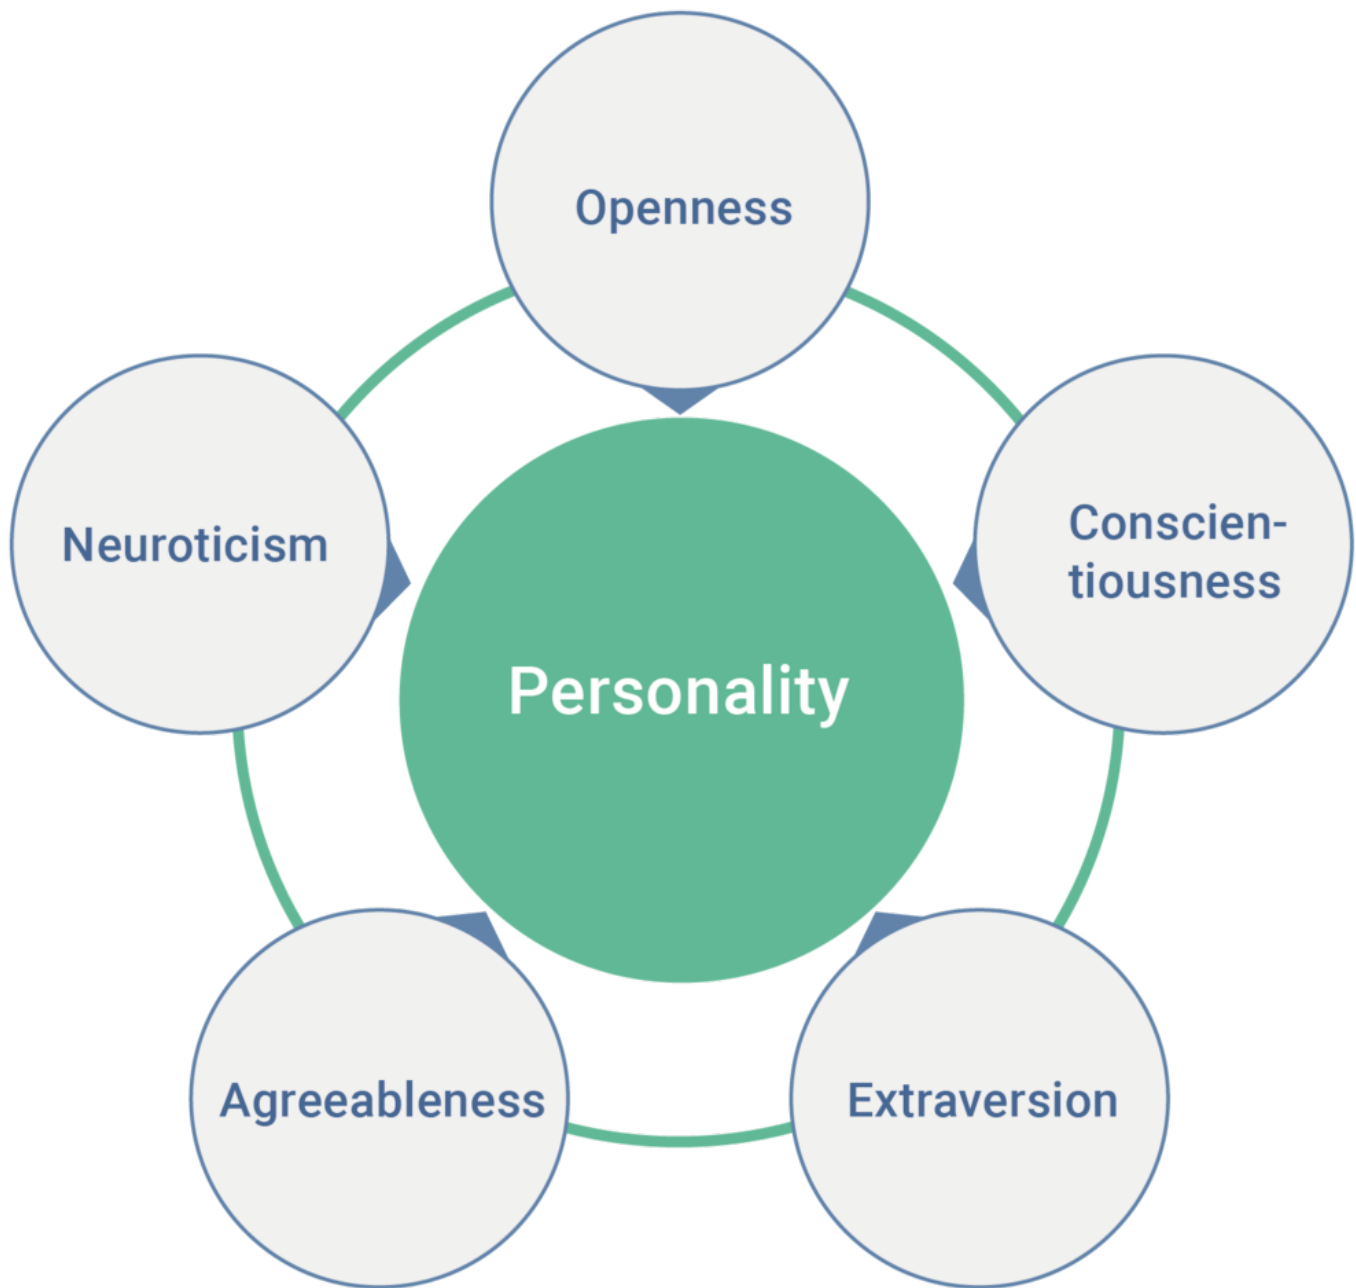 Openness
Neuroticism
Conscien-
tiousness
Personality
Agreeableness
Extraversion